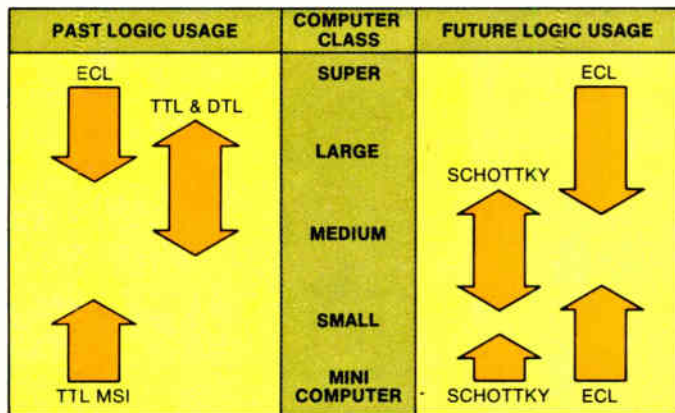 PAST LOGIC USAGE
COMPUTER
CLASS
FUTURE LOGIC USAGE
ECL
TTL & DTL
TTL MSI
SUPER
LARGE
MEDIUM
SMALL
MINI
COMPUTER
ECL
SCHOTTKY
SCHOTTKY
ECL